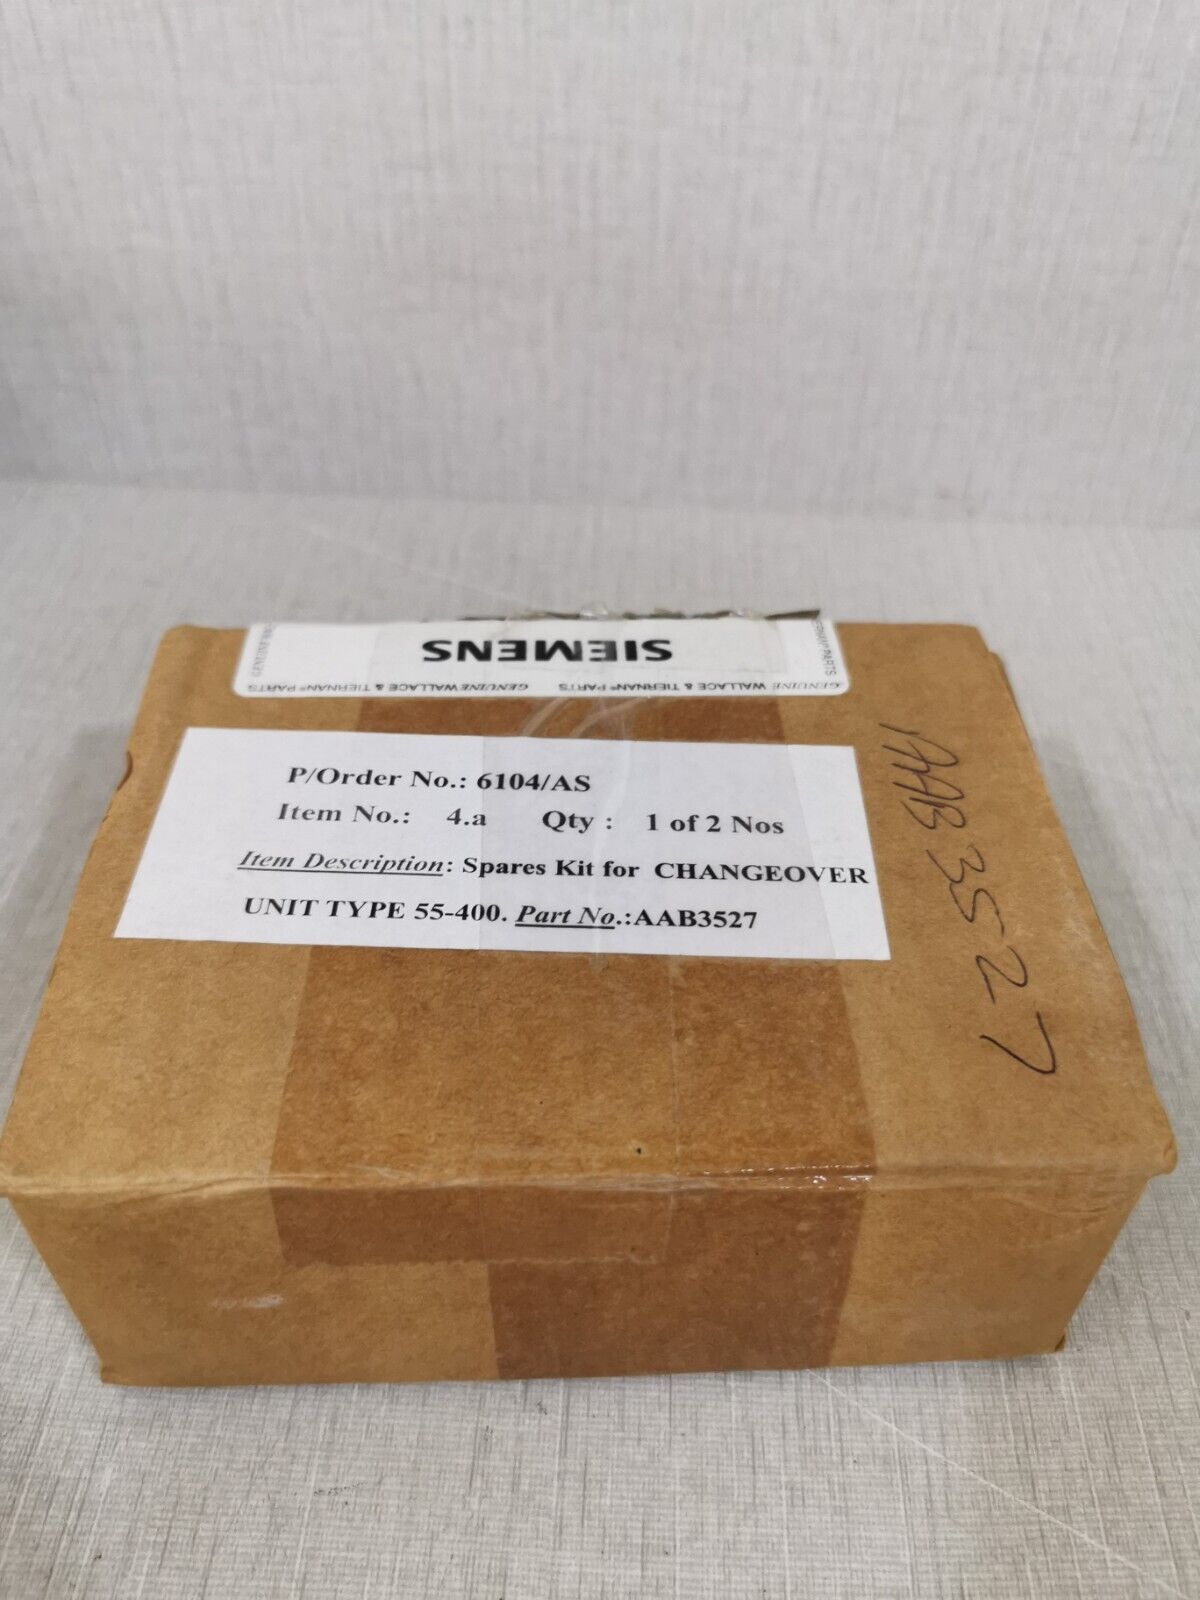 SIEMENS
GENUINE WALLACE & TIERNAN® PARTS GENUINE WALLACE & TIERNAN® PARTS
P/Order No.: 6104/AS
Item No.: 4.a Qty : 1 of 2 Nos
Item Description: Spares Kit for CHANGEOVER
UNIT TYPE 55-400. Part No.:AAB3527
AAB3527